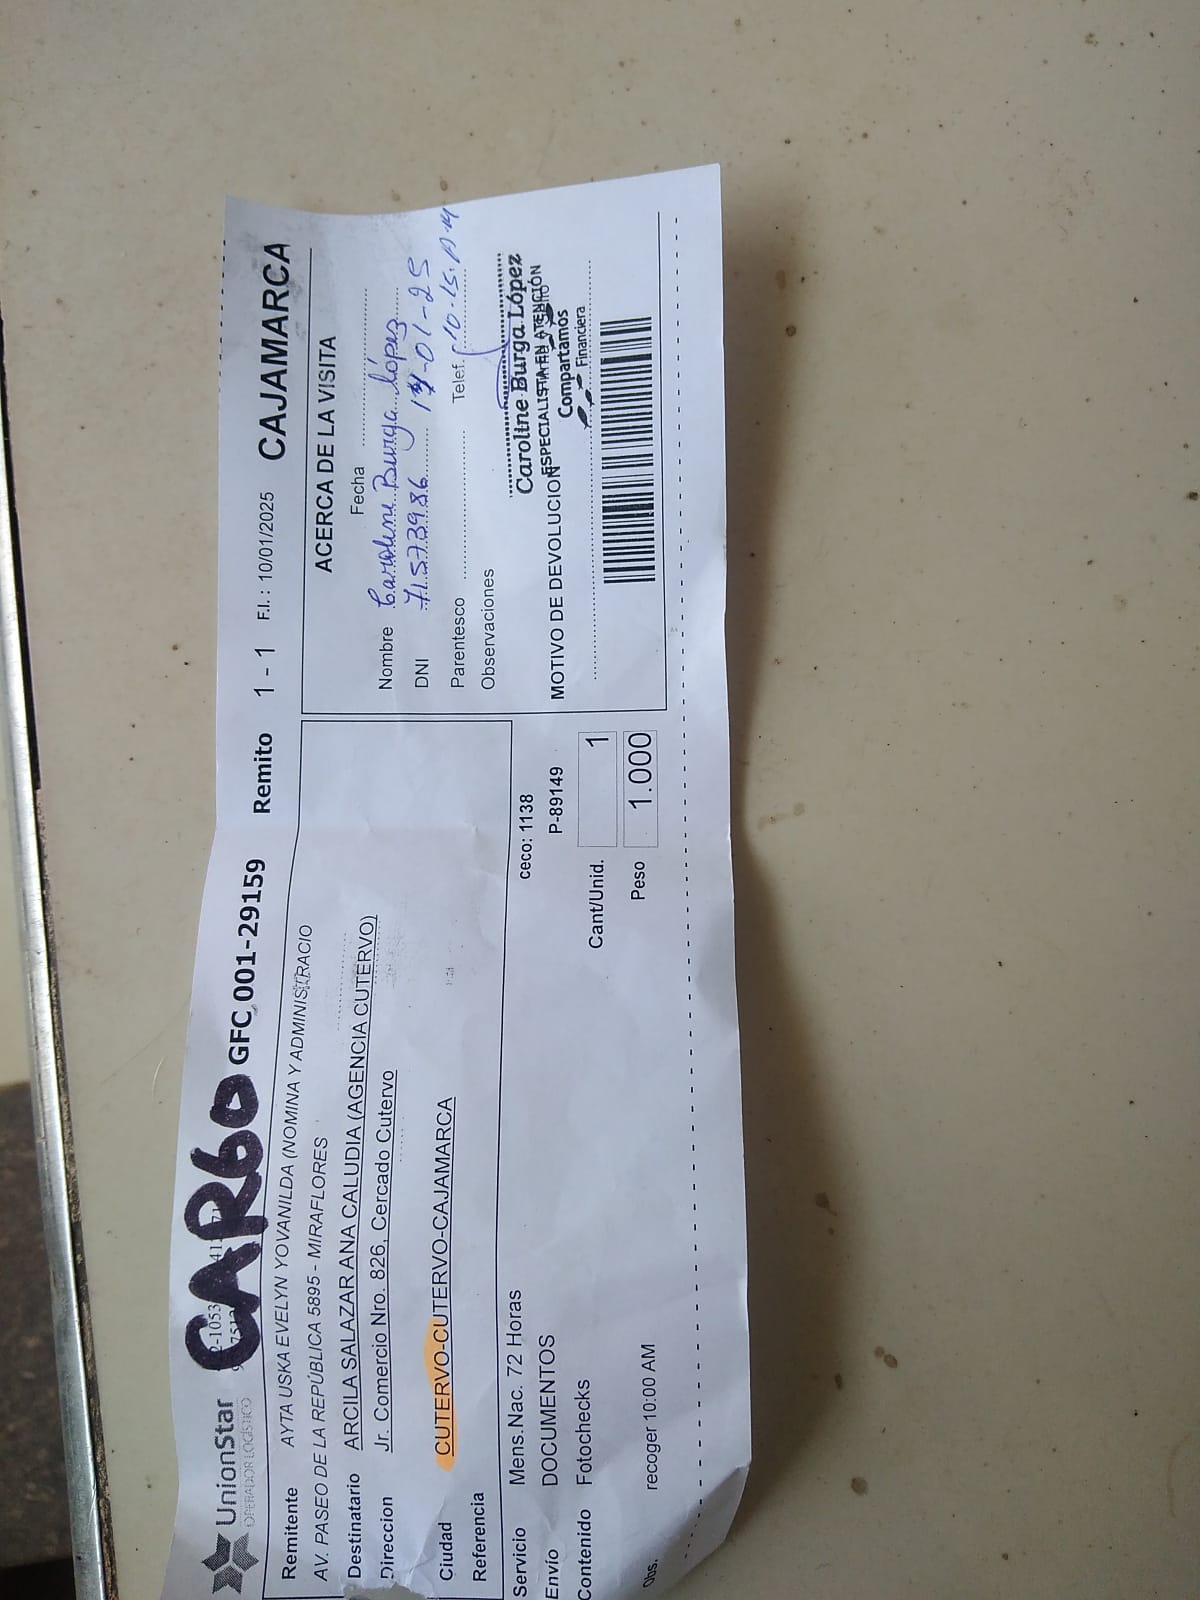 UnionStar
OPERADOR LOGÍSTICO
CARGO
GFC 001-29159 Remito 1 - 1 F.I. : 10/01/2025 CAJAMARCA
Remitente AYTA USKA EVELYN YOVANILDA (NOMINA Y ADMINISTRACIO
AV. PASEO DE LA REPÚBLICA 5895 - MIRAFLORES
Destinatario ARCILA SALAZAR ANA CALUDIA (AGENCIA CUTERVO)
Direccion Jr. Comercio Nro. 826, Cercado Cutervo
Ciudad CUTERVO-CUTERVO-CAJAMARCA
Referencia
Servicio Mens.Nac. 72 Horas ceco: 1138
Envío DOCUMENTOS P-89149
Contenido Fotochecks Cant/Unid. 1
Peso 1.000
Obs. recoger 10:00 AM
ACERCA DE LA VISITA
Fecha
Nombre Caroline Burga López
DNI 71573986 -01-25
Parentesco Telef. 10:15 AM
Observaciones
Caroline Burga López
ESPECIALISTA EN ATENCIÓN
Compartamos
Financiera
MOTIVO DE DEVOLUCION